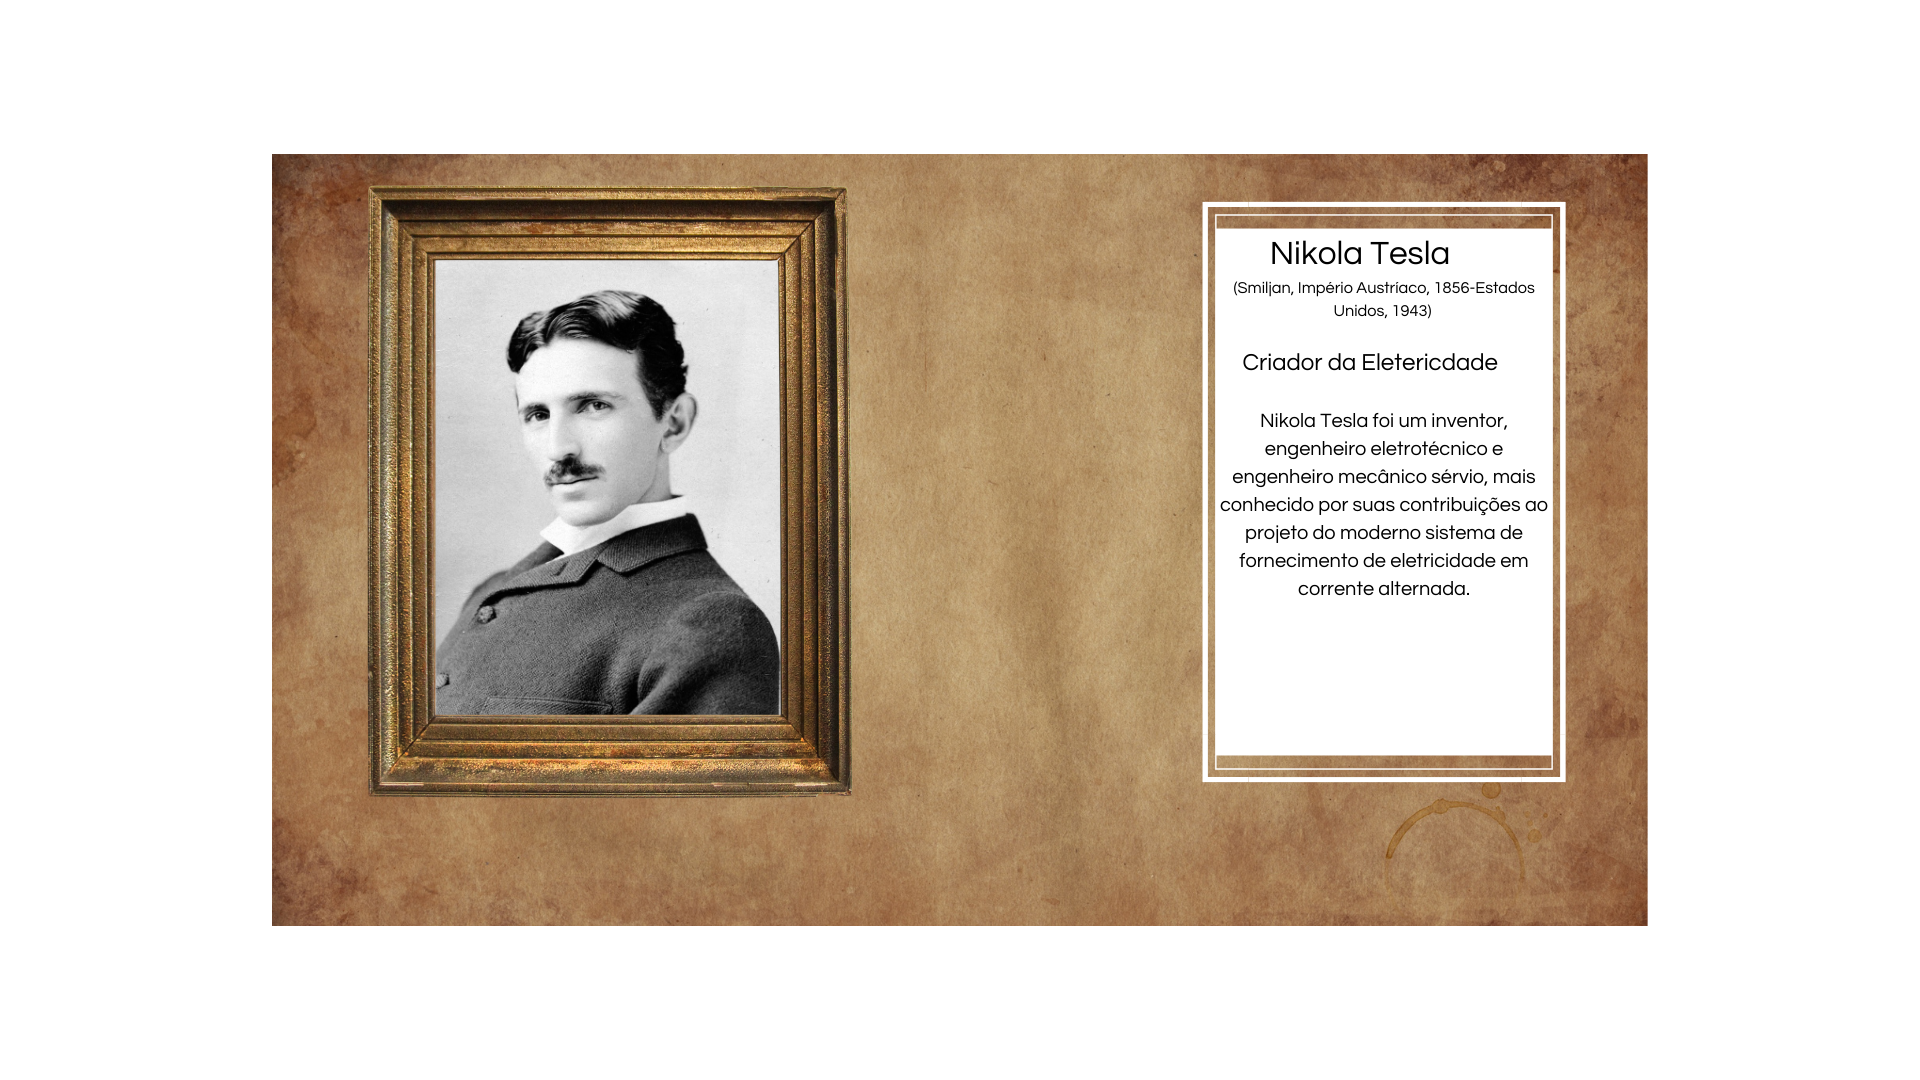 Nikola Tesla
(Smiljan, Império Austríaco, 1856-Estados
Unidos, 1943)
Criador da Eletericdade
Nikola Tesla foi um inventor,
engenheiro eletrotécnico e
engenheiro mecânico sérvio, mais
conhecido por suas contribuições ao
projeto do moderno sistema de
fornecimento de eletricidade em
corrente alternada.